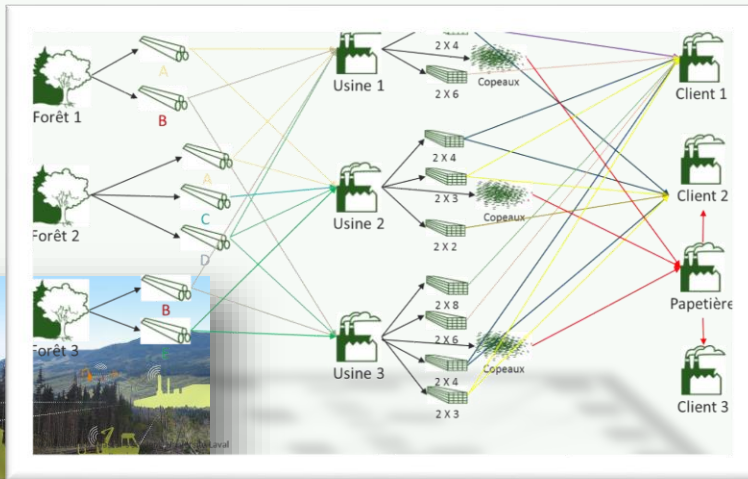 2 X 4
A
Usine 1
2 X 6
Copeaux
Client 1
Forêt 1
B
A
2 X 4
C
Usine 2
2 X 3
Copeaux
Client 2
Forêt 2
D
2 X 2
B
2 X 8
Papetière
Forêt 3
Usine 3
2 X 6
Copeaux
2 X 4
2 X 3
Client 3
Laval